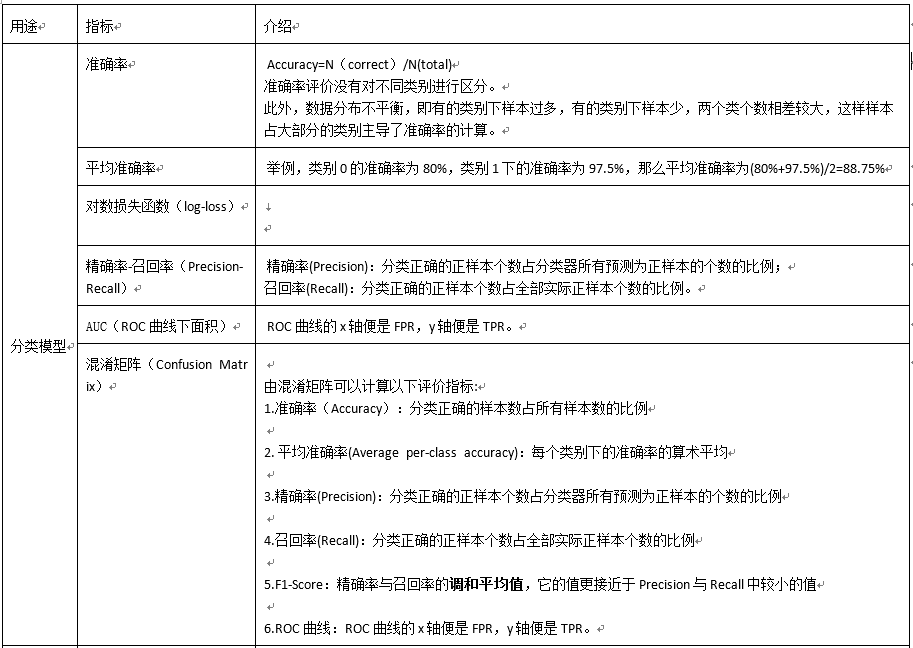 用途 指标 介绍
分类模型
准确率
Accuracy=N（correct）/N(total)
准确率评价没有对不同类别进行区分。
此外，数据分布不平衡，即有的类别下样本过多，有的类别下样本少，两个类个数相差较大，这样样本
占大部分的类别主导了准确率的计算。
平均准确率
举例，类别 0 的准确率为 80%，类别 1 下的准确率为 97.5%，那么平均准确率为(80%+97.5%)/2=88.75%
对数损失函数（log-loss）
精确率-召回率（Precision-
Recall）
精确率(Precision)：分类正确的正样本个数占分类器所有预测为正样本的个数的比例；
召回率(Recall)：分类正确的正样本个数占全部实际正样本个数的比例。
AUC（ROC 曲线下面积）
ROC 曲线的 x 轴便是 FPR，y 轴便是 TPR。
混淆矩阵（Confusion Matr
ix）
由混淆矩阵可以计算以下评价指标:
1.准确率（Accuracy）：分类正确的样本数占所有样本数的比例
2. 平均准确率(Average per-class accuracy)：每个类别下的准确率的算术平均
3.精确率(Precision)：分类正确的正样本个数占分类器所有预测为正样本的个数的比例
4.召回率(Recall)：分类正确的正样本个数占全部实际正样本个数的比例
5.F1-Score：精确率与召回率的调和平均值，它的值更接近于 Precision 与 Recall 中较小的值
6.ROC 曲线：ROC 曲线的 x 轴便是 FPR，y 轴便是 TPR。